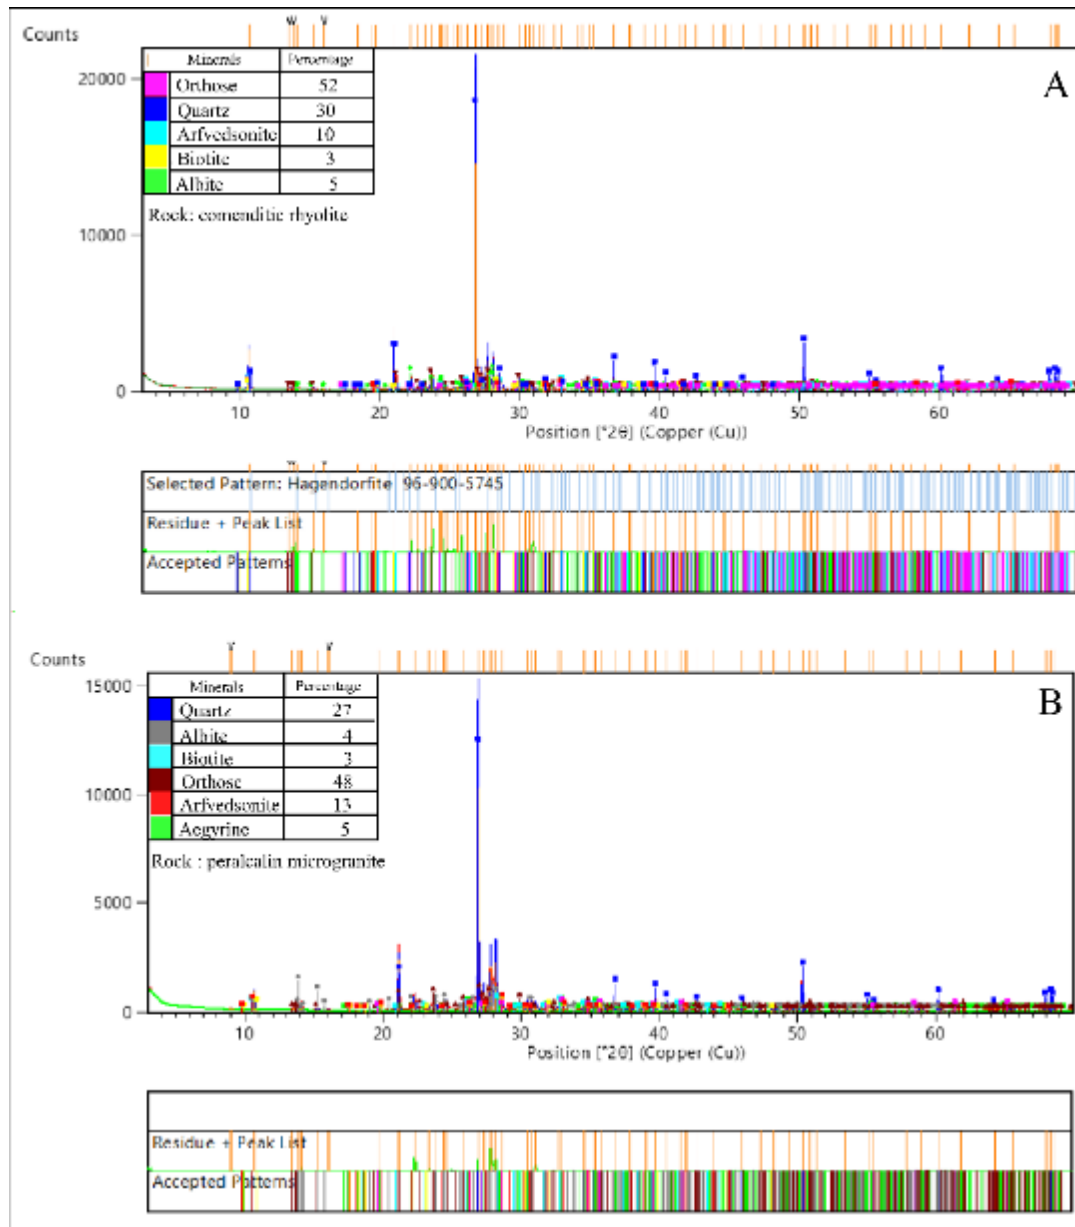 Counts
A
Minerals Percentage
Orthose 52
Quartz 30
Arfvedsonite 10
Biotite 3
Albite 5
Rock: comenditic rhyolite
20000
10000
0
10 20 30 40 50 60
Position [°2θ] (Copper (Cu))
Selected Pattern: Hagendorfite 96-900-5745
Residue + Peak List
Accepted Patterns
Counts
B
Minerals Percentage
Quartz 27
Albite 4
Biotite 3
Orthose 48
Arfvedsonite 13
Aegyrine 5
Rock : peralcalin microgranite
15000
10000
5000
0
10 20 30 40 50 60
Position [°2θ] (Copper (Cu))
Residue + Peak List
Accepted Patterns